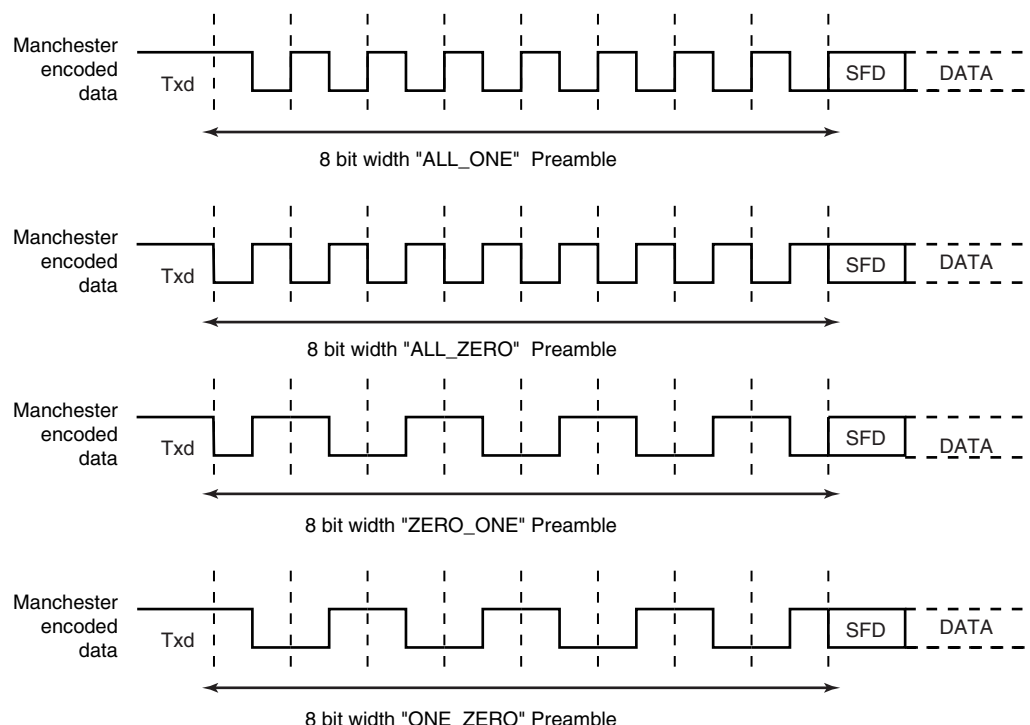 Manchester
encoded
data
Txd
SFD
DATA
8 bit width "ALL_ONE" Preamble
Manchester
encoded
data
Txd
SFD
DATA
8 bit width "ALL_ZERO" Preamble
Manchester
encoded
data
Txd
SFD
DATA
8 bit width "ZERO_ONE" Preamble
Manchester
encoded
data
Txd
SFD
DATA
8 bit width "ONE_ZERO" Preamble